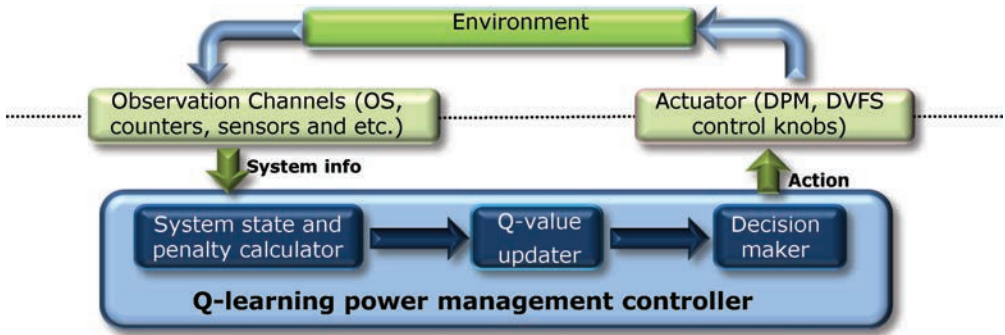 Environment
Observation Channels (OS,
counters, sensors and etc.)
Actuator (DPM, DVFS
control knobs)
System info
Action
System state and
penalty calculator
Q-value
updater
Decision
maker
Q-learning power management controller